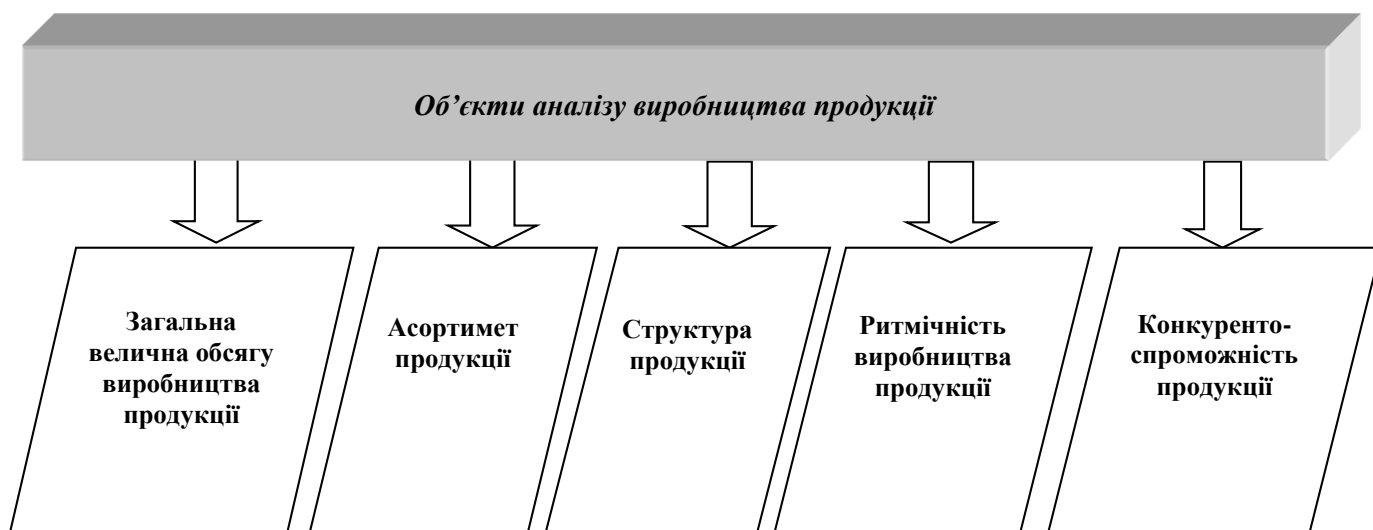 Об’єкти аналізу виробництва продукції
Загальна
велична обсягу
виробництва
продукції
Асортимет
продукції
Структура
продукції
Ритмічність
виробництва
продукції
Конкуренто-
спроможність
продукції